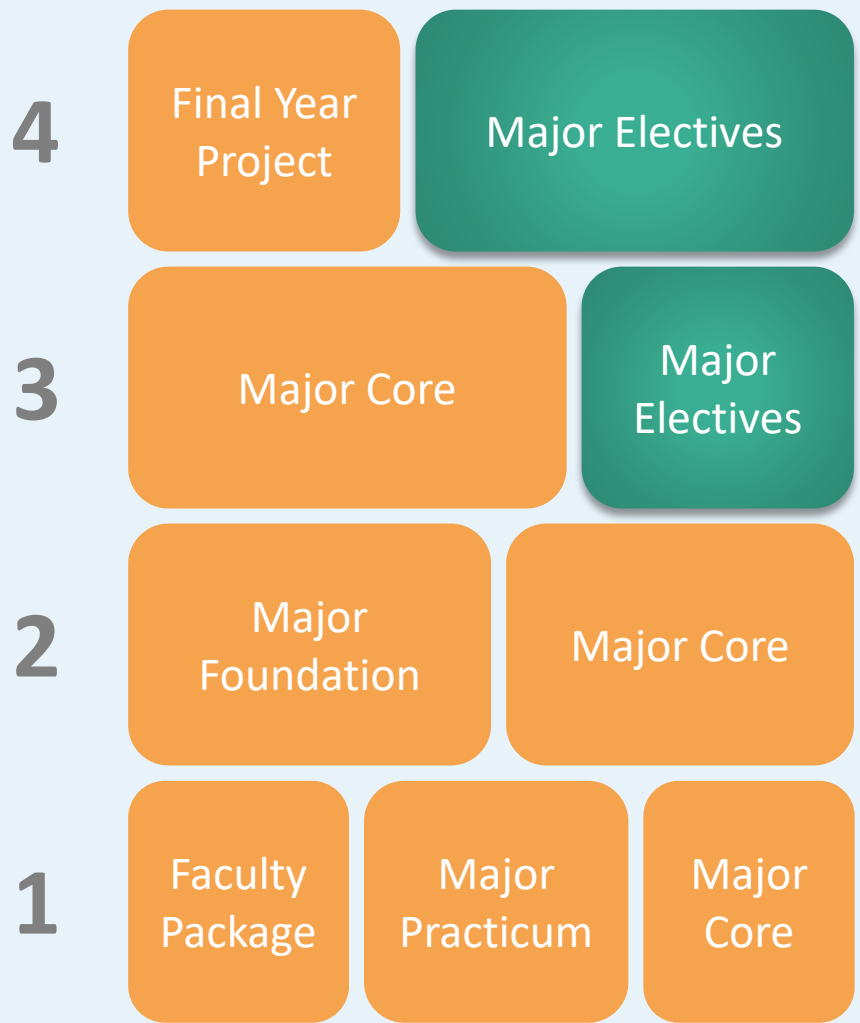 4
Final Year
Project
Major Electives
3
Major Core
Major
Electives
2
Major
Foundation
Major Core
1
Faculty
Package
Major
Practicum
Major
Core